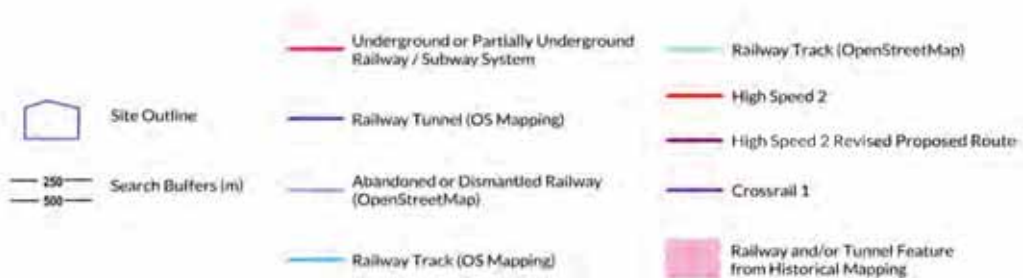 Site Outline
250
500
Search Buffers (m)
Underground or Partially Underground
Railway / Subway System
Railway Tunnel (OS Mapping)
Abandoned or Dismantled Railway
(OpenStreetMap)
Railway Track (OS Mapping)
Railway Track (OpenStreetMap)
High Speed 2
High Speed 2 Revised Proposed Route
Crossrail 1
Railway and/or Tunnel Feature
from Historical Mapping